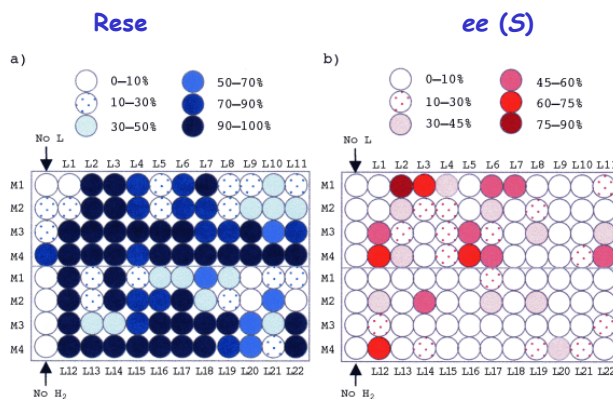 Rese
ee (S)
a)
0—10%
50—70%
10—30%
70—90%
30—50%
90—100%
No L
L1 L2 L3 L4 L5 L6 L7 L8 L9 L10 L11
M1
M2
M3
M4
M1
M2
M3
M4
L12 L13 L14 L15 L16 L17 L18 L19 L20 L21 L22
No H2
b)
0—10%
45—60%
10—30%
60—75%
30—45%
75—90%
No L
L1 L2 L3 L4 L5 L6 L7 L8 L9 L10 L11
M1
M2
M3
M4
M1
M2
M3
M4
L12 L13 L14 L15 L16 L17 L18 L19 L20 L21 L22
No H2